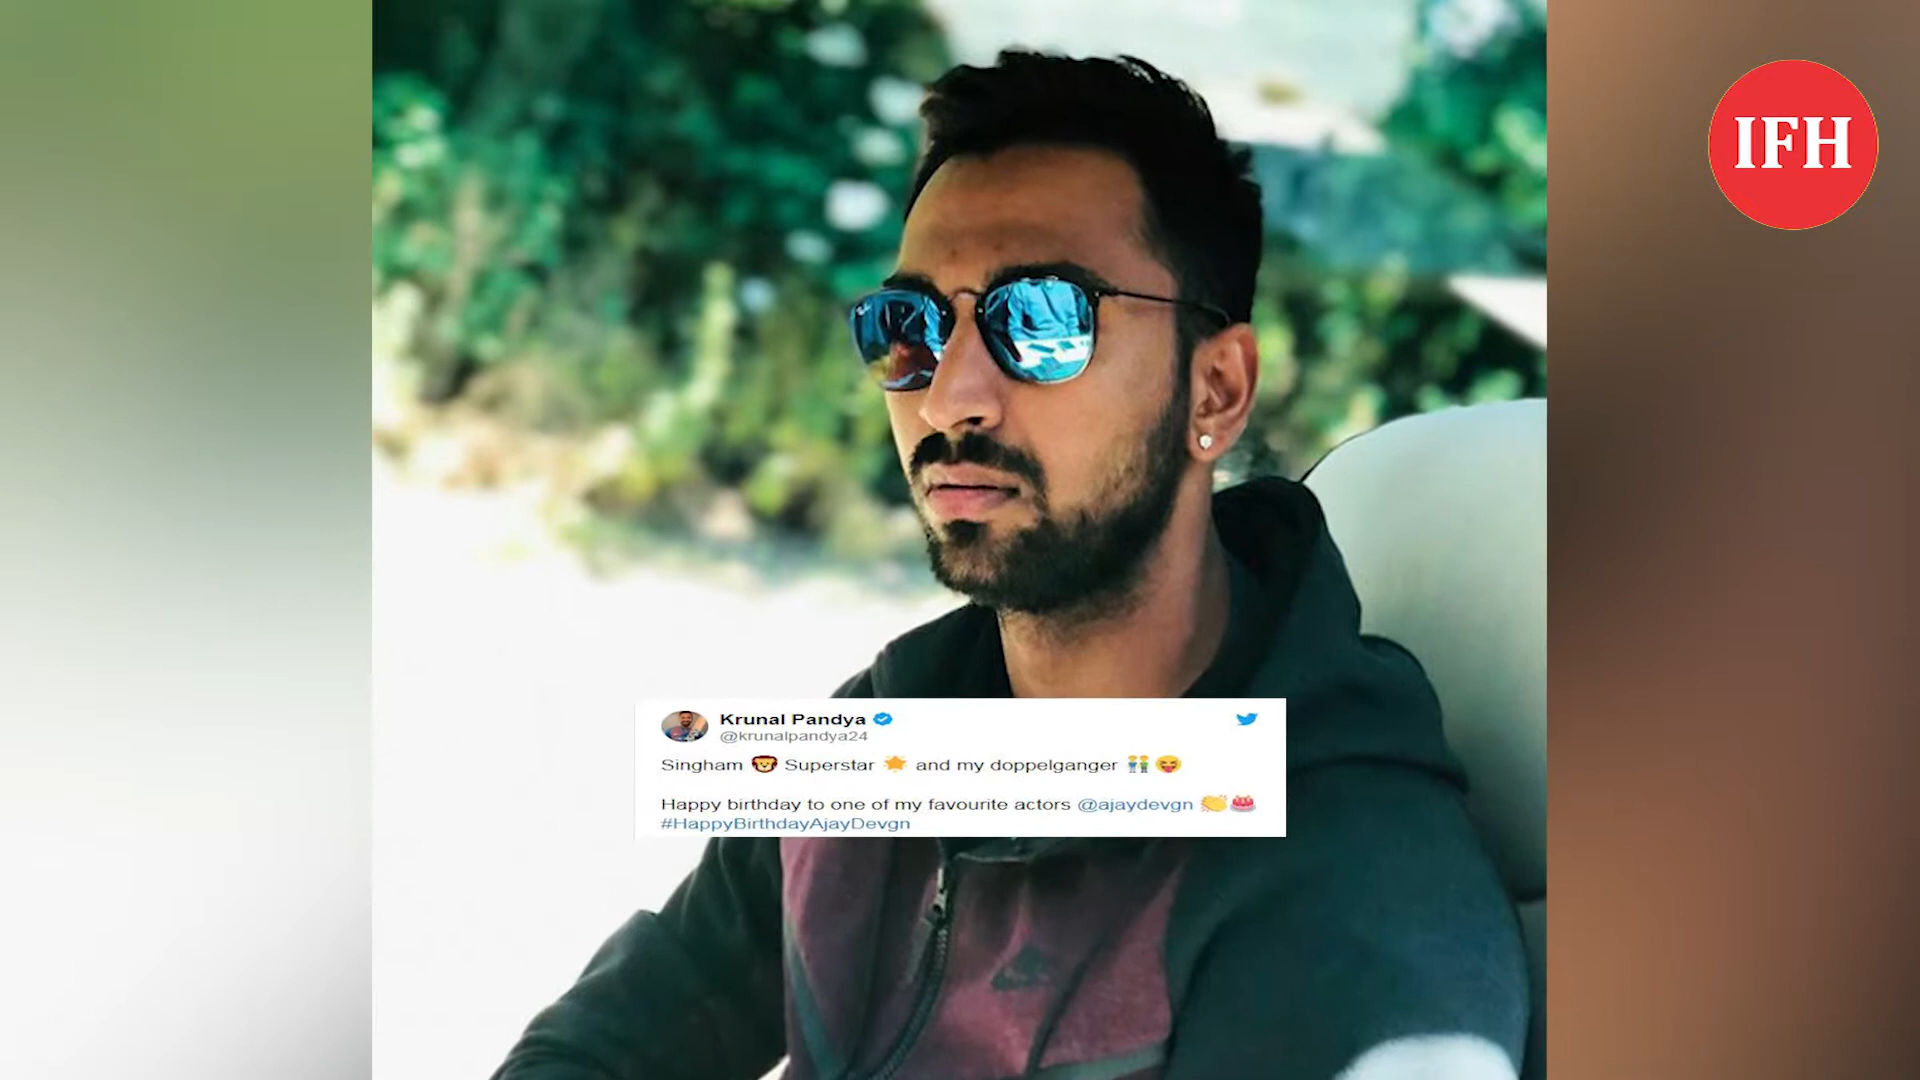 IFH
Krunal Pandya
@krunalpandya24
Singham 🦁 Superstar 🌟 and my doppelganger 👬 😝
Happy birthday to one of my favourite actors @ajaydevgn 👏🎂
#HappyBirthdayAjayDevgn